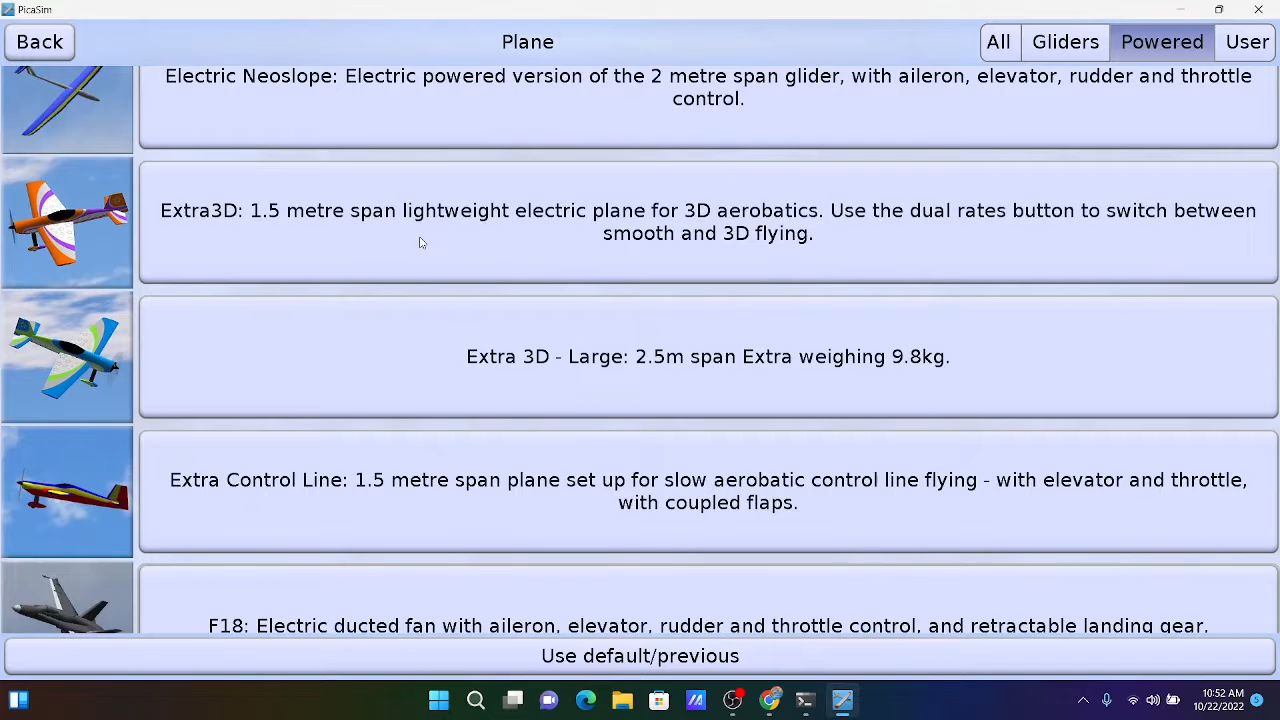 PicaSim
Back
Plane
All
Gliders
Powered
User
Electric Neoslope: Electric powered version of the 2 metre span glider, with aileron, elevator, rudder and throttle
control.
Extra3D: 1.5 metre span lightweight electric plane for 3D aerobatics. Use the dual rates button to switch between
smooth and 3D flying.
Extra 3D - Large: 2.5m span Extra weighing 9.8kg.
Extra Control Line: 1.5 metre span plane set up for slow aerobatic control line flying - with elevator and throttle,
with coupled flaps.
F18: Electric ducted fan with aileron, elevator, rudder and throttle control, and retractable landing gear.
Use default/previous
10:52 AM
10/22/2022